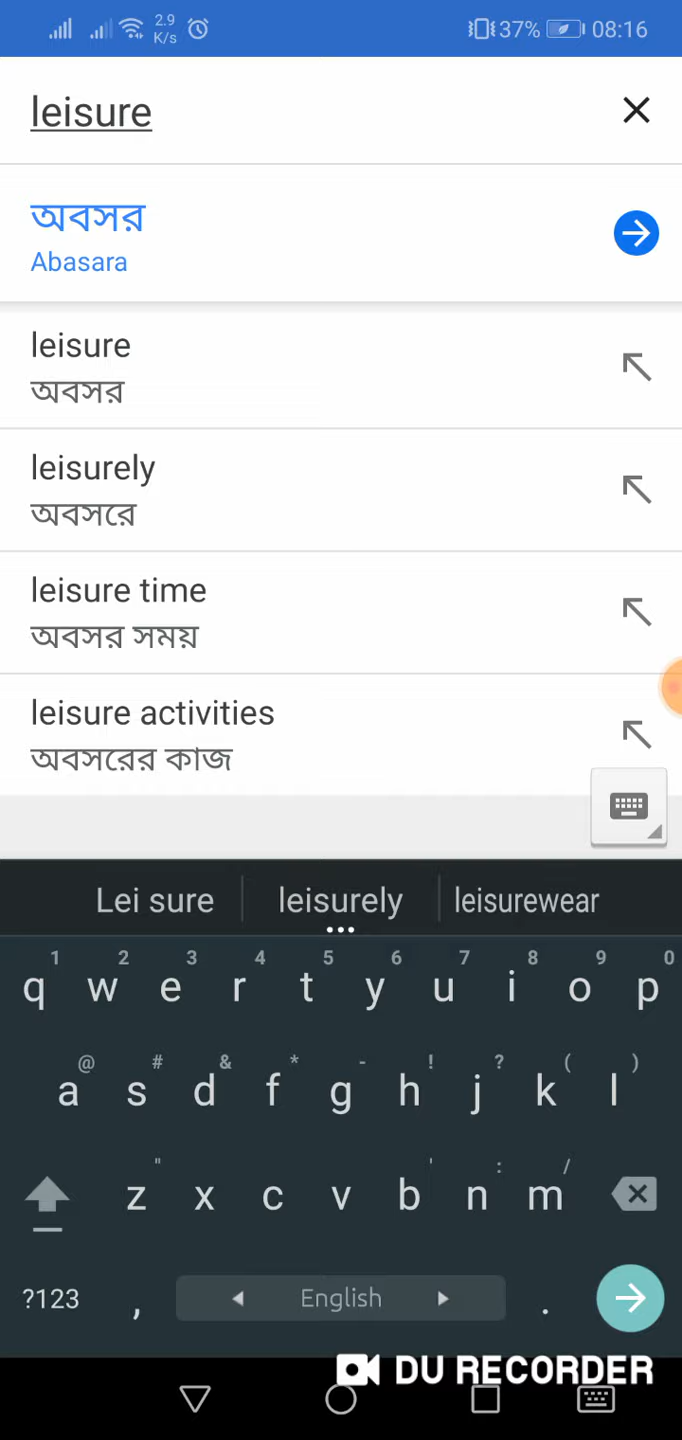 2.9
K/s
37%
08:16
leisure
অবসর
Abasara
leisure
অবসর
leisurely
অবসরে
leisure time
অবসর সময়
leisure activities
অবসরের কাজ
Lei sure leisurely leisurewear
1 2 3 4 5 6 7 8 9 0
q w e r t y u i o p
@ # & * - ! ? ( )
a s d f g h j k l
" ' : /
z x c v b n m
?123 , English .
DU RECORDER